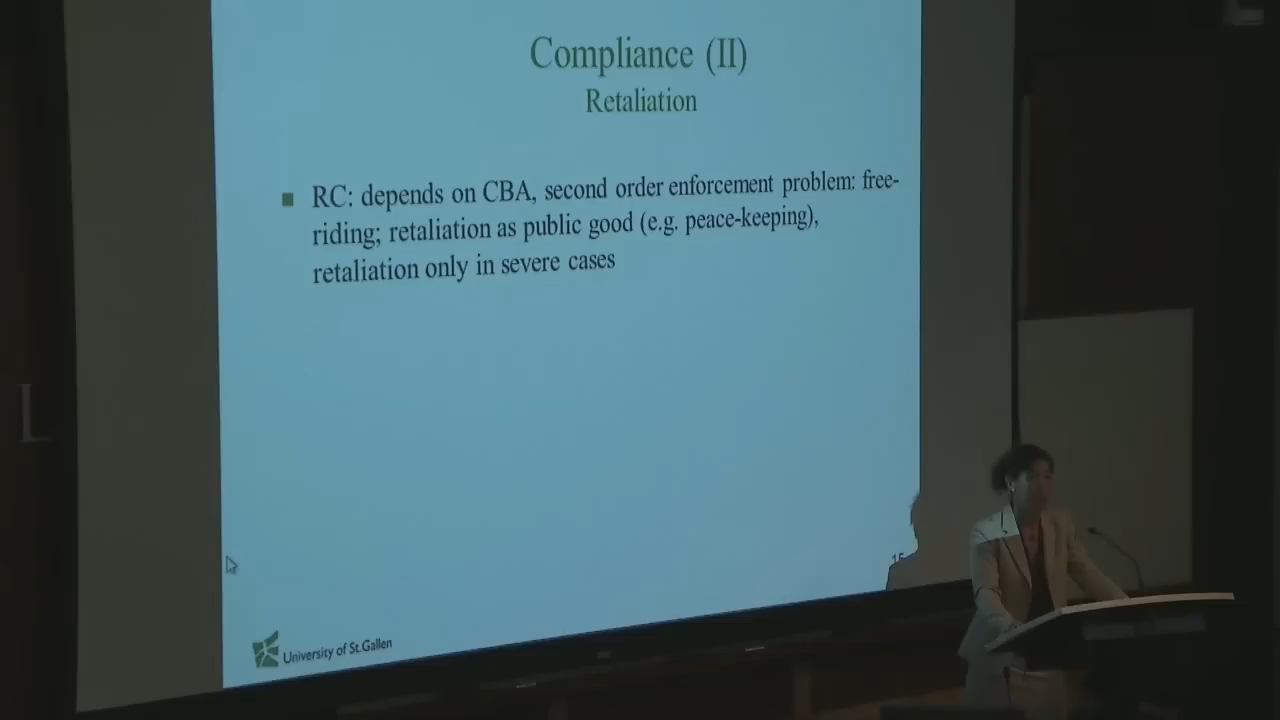 Compliance (II)
Retaliation
RC: depends on CBA, second order enforcement problem: free-
riding; retaliation as public good (e.g. peace-keeping),
retaliation only in severe cases
15
University of St.Gallen